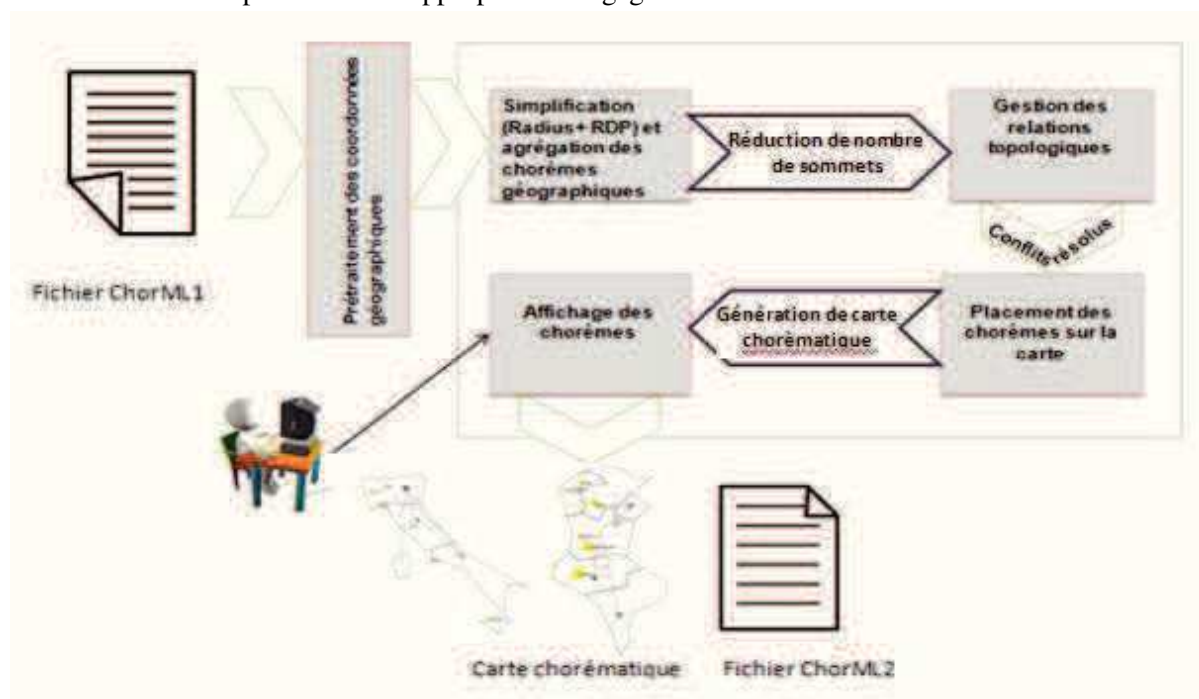 Fichier ChorML1
Prétraitement des coordonnées
géographiques
Simplification
(Radius+ RDP) et
agrégation des
chorèmes
géographiques
Réduction de nombre
de sommets
Gestion des
relations
topologiques
Conflits résolus
Placement des
chorèmes sur la
carte
Génération de carte
chorèmatique
Affichage des
chorèmes
Carte chorématique
Fichier ChorML2